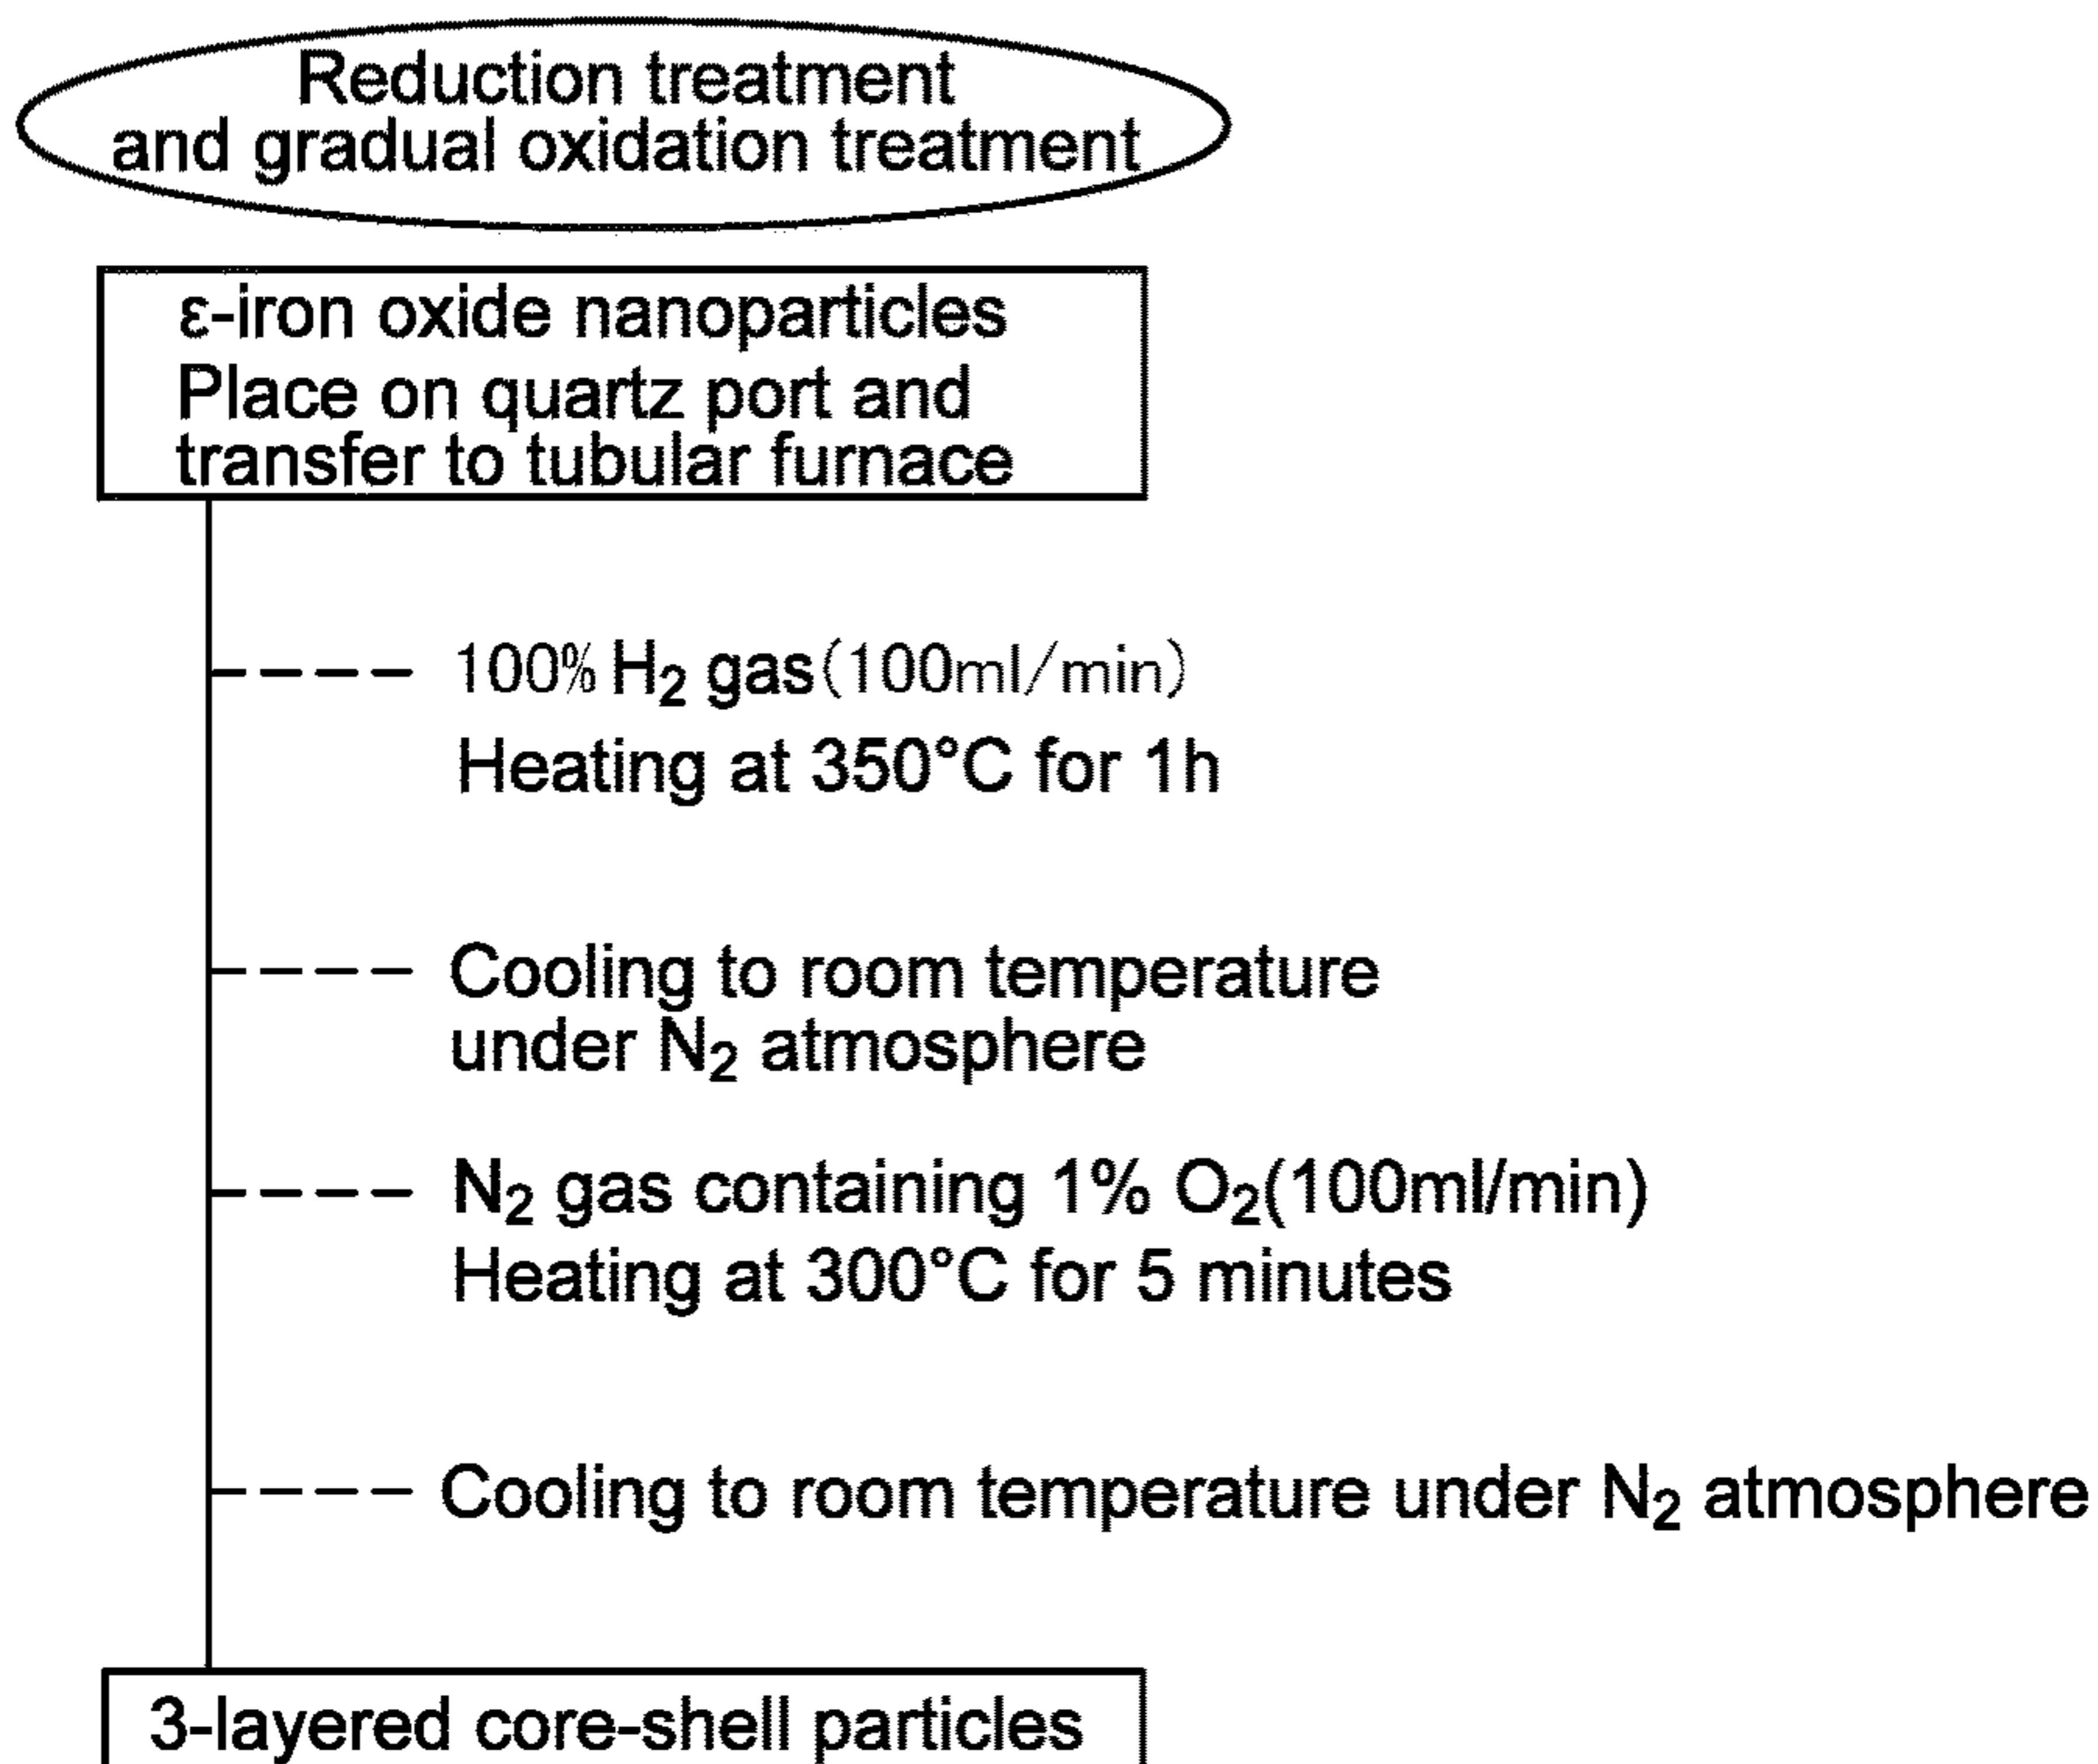 Reduction treatment
and gradual oxidation treatment
ε-iron oxide nanoparticles
Place on quartz port and
transfer to tubular furnace
100% H₂ gas(100ml/min)
Heating at 350°C for 1h
Cooling to room temperature
under N₂ atmosphere
N₂ gas containing 1% O₂(100ml/min)
Heating at 300°C for 5 minutes
Cooling to room temperature under N₂ atmosphere
3-layered core-shell particles